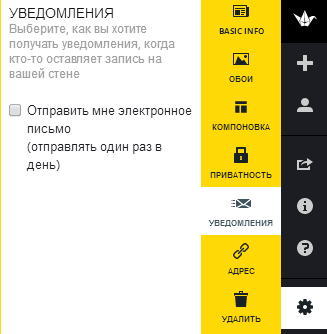 УВЕДОМЛЕНИЯ
Выберите, как вы хотите
получать уведомления, когда
кто-то оставляет запись на
вашей стене
Отправить мне электронное
письмо
(отправлять один раз в
день)
BASIC INFO
ОБОИ
КОМПОНОВКА
ПРИВАТНОСТЬ
УВЕДОМЛЕНИЯ
АДРЕС
УДАЛИТЬ